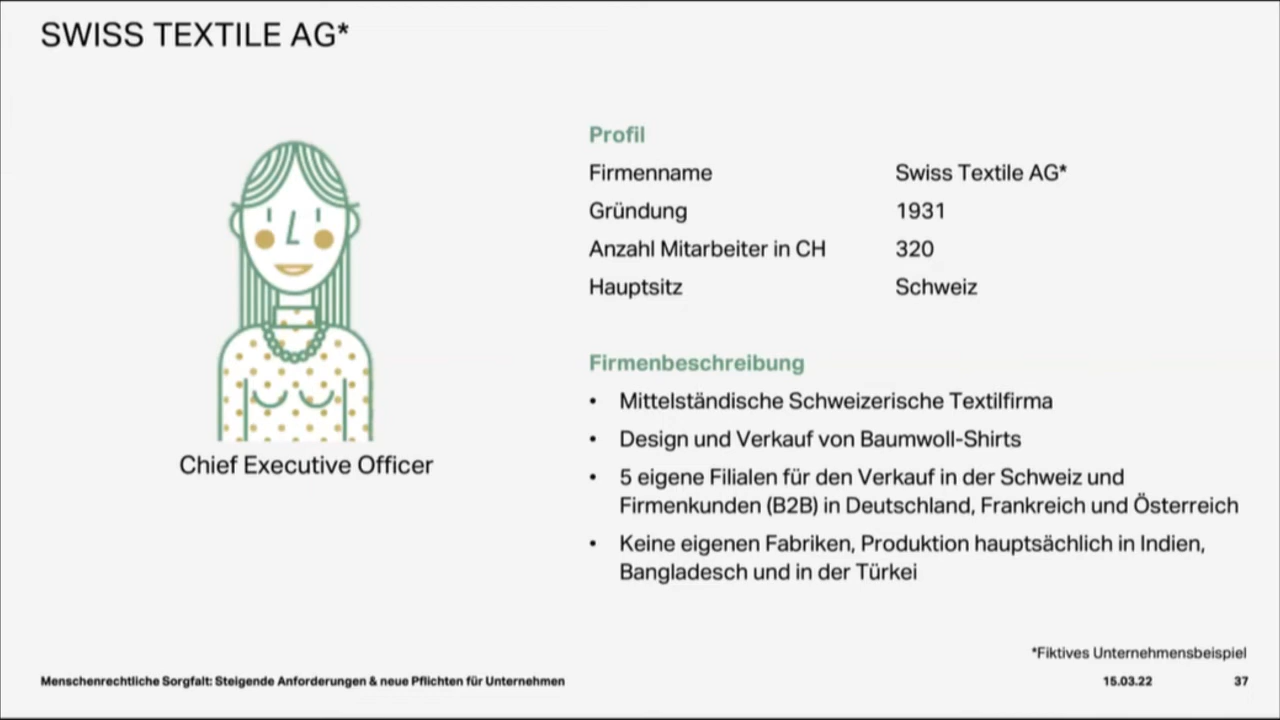 SWISS TEXTILE AG*
Chief Executive Officer
Profil
Firmenname Swiss Textile AG*
Gründung 1931
Anzahl Mitarbeiter in CH 320
Hauptsitz Schweiz
Firmenbeschreibung
• Mittelständische Schweizerische Textilfirma
• Design und Verkauf von Baumwoll-Shirts
• 5 eigene Filialen für den Verkauf in der Schweiz und
Firmenkunden (B2B) in Deutschland, Frankreich und Österreich
• Keine eigenen Fabriken, Produktion hauptsächlich in Indien,
Bangladesch und in der Türkei
*Fiktives Unternehmensbeispiel
Menschenrechtliche Sorgfalt: Steigende Anforderungen & neue Pflichten für Unternehmen 15.03.22 37